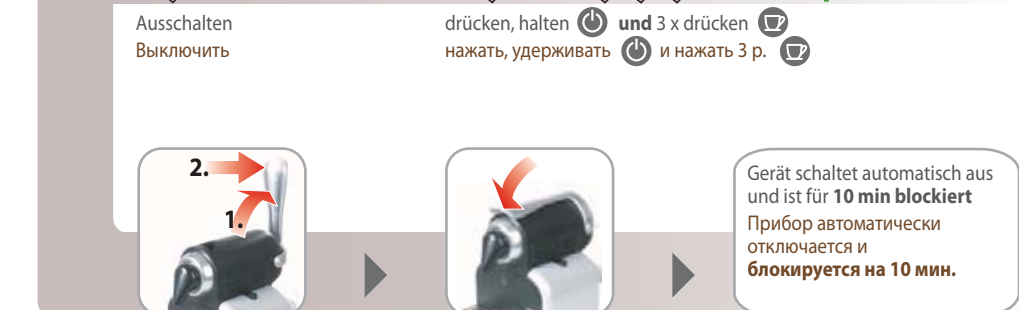 Ausschalten
drücken, halten und 3 x drücken
Выключить
нажать, удерживать и нажать 3 р.
2.
1.
Gerät schaltet automatisch aus
und ist für 10 min blockiert
Прибор автоматически
отключается и
блокируется на 10 мин.